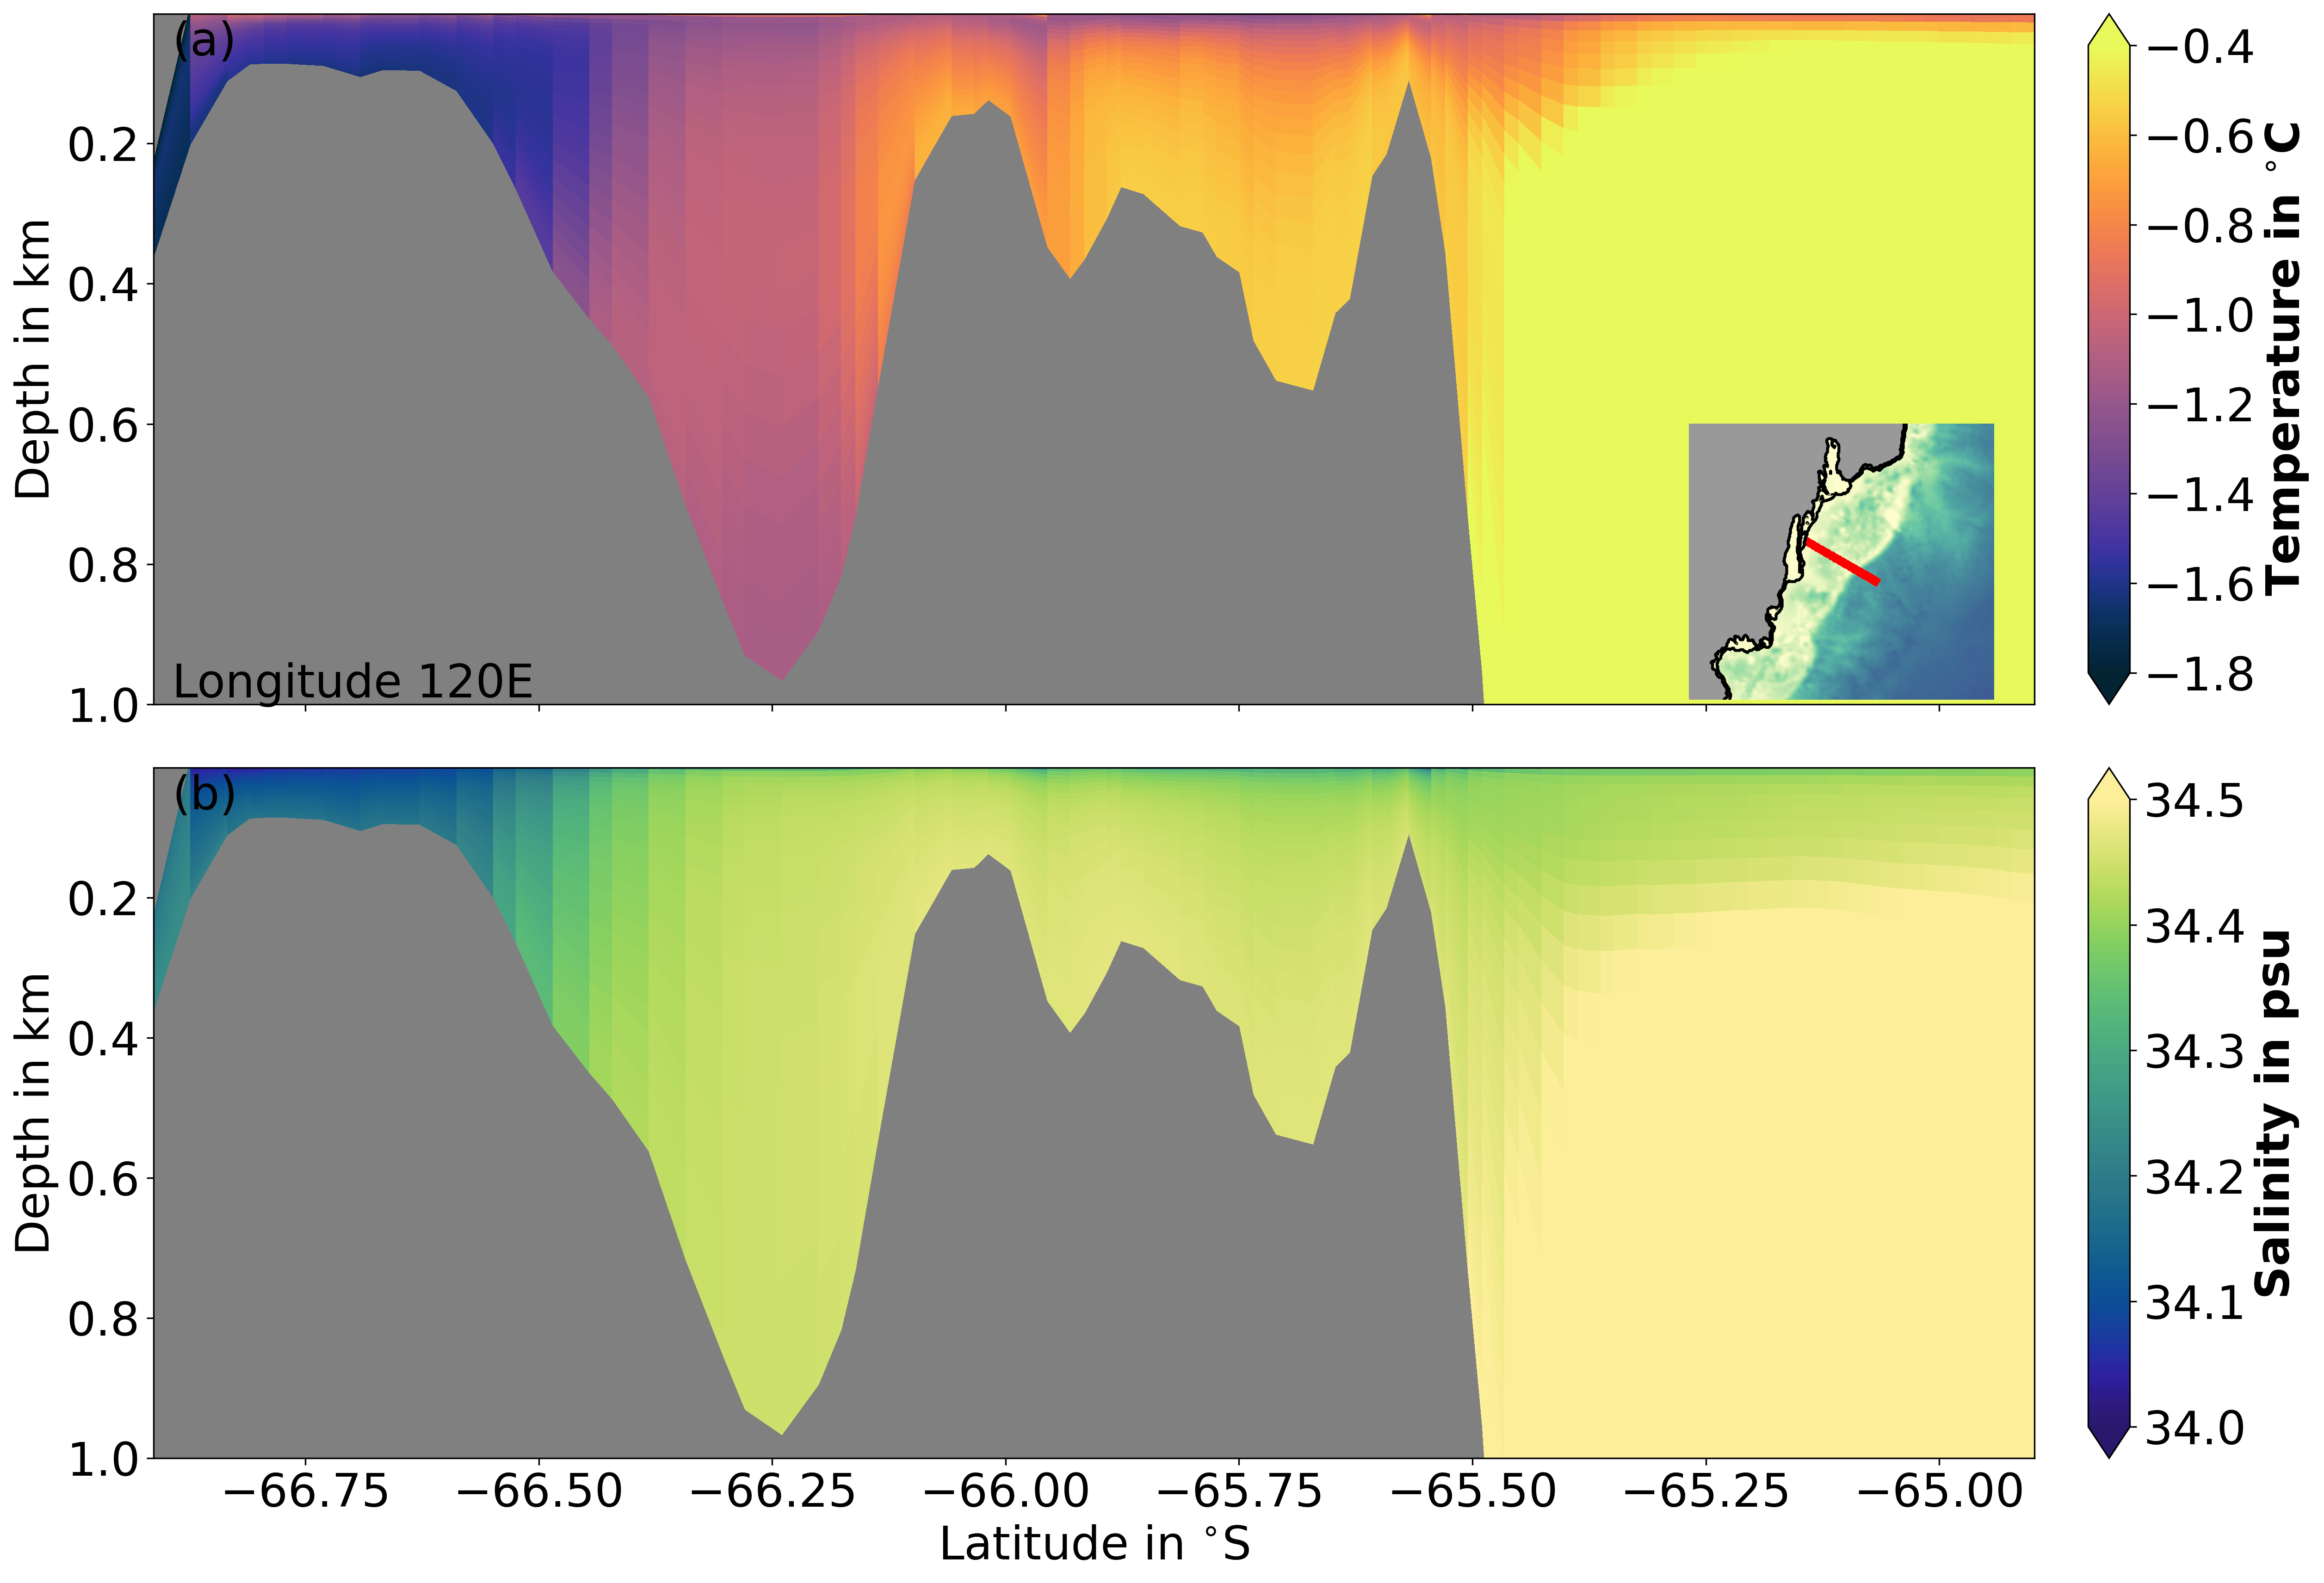 (a)
Depth in km
0.2
0.4
0.6
0.8
1.0
Longitude 120E
−0.4
−0.6
−0.8
−1.0
−1.2
−1.4
−1.6
−1.8
Temperature in °C
(b)
Depth in km
0.2
0.4
0.6
0.8
1.0
−66.75 −66.50 −66.25 −66.00 −65.75 −65.50 −65.25 −65.00
Latitude in °S
34.5
34.4
34.3
34.2
34.1
34.0
Salinity in psu